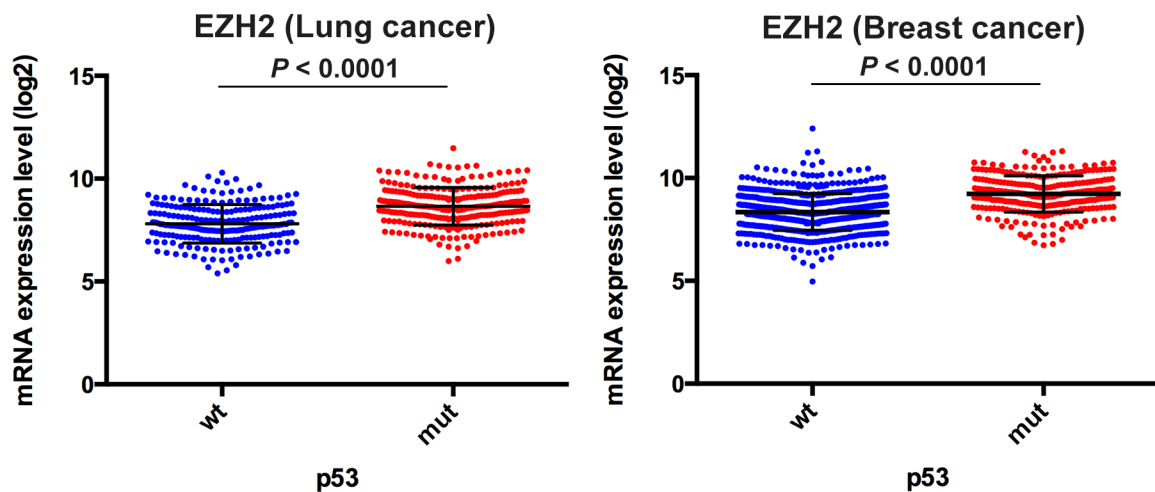 EZH2 (Lung cancer)
P < 0.0001
mRNA expression level (log2)
15
10
5
0
wt
mut
p53
EZH2 (Breast cancer)
P < 0.0001
mRNA expression level (log2)
15
10
5
0
wt
mut
p53